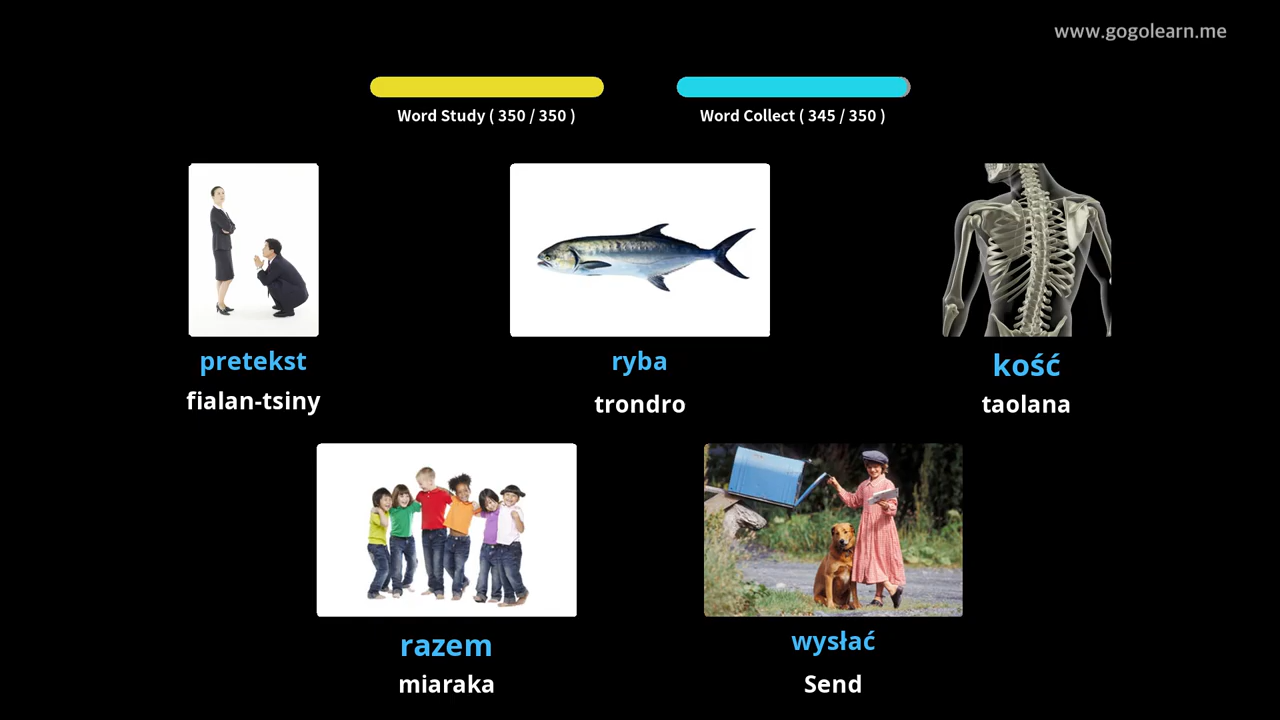 www.gogolearn.me
Word Study ( 350 / 350 )
Word Collect ( 345 / 350 )
pretekst
fialan-tsiny
ryba
trondro
kość
taolana
razem
miaraka
wysłać
Send